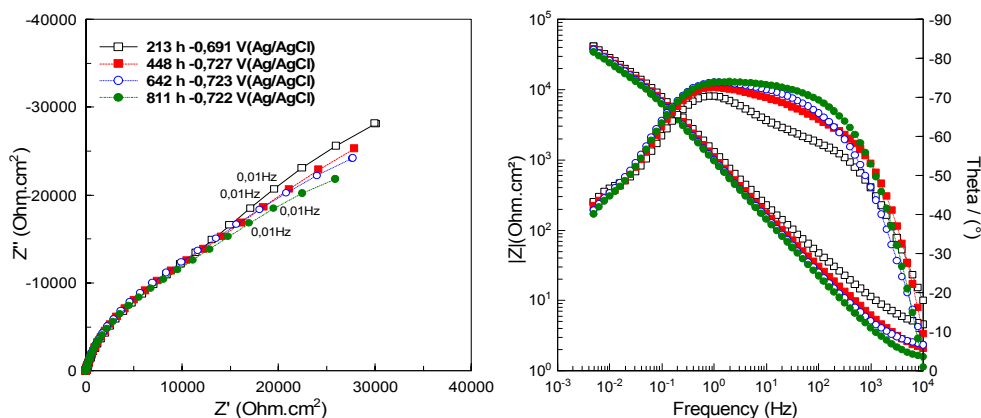 -40000
-30000
-20000
-10000
0
0
10000
20000
30000
40000
Z'' (Ohm.cm²)
Z' (Ohm.cm²)
213 h -0,691 V(Ag/AgCl)
448 h -0,727 V(Ag/AgCl)
642 h -0,723 V(Ag/AgCl)
811 h -0,722 V(Ag/AgCl)
0,01Hz
0,01Hz
0,01Hz
0,01Hz
10⁵
10⁴
10³
10²
10¹
10⁰
|Z|(Ohm.cm²)
10⁻³
10⁻²
10⁻¹
10⁰
10¹
10²
10³
10⁴
Frequency (Hz)
-90
-80
-70
-60
-50
-40
-30
-20
-10
0
Theta / (°)